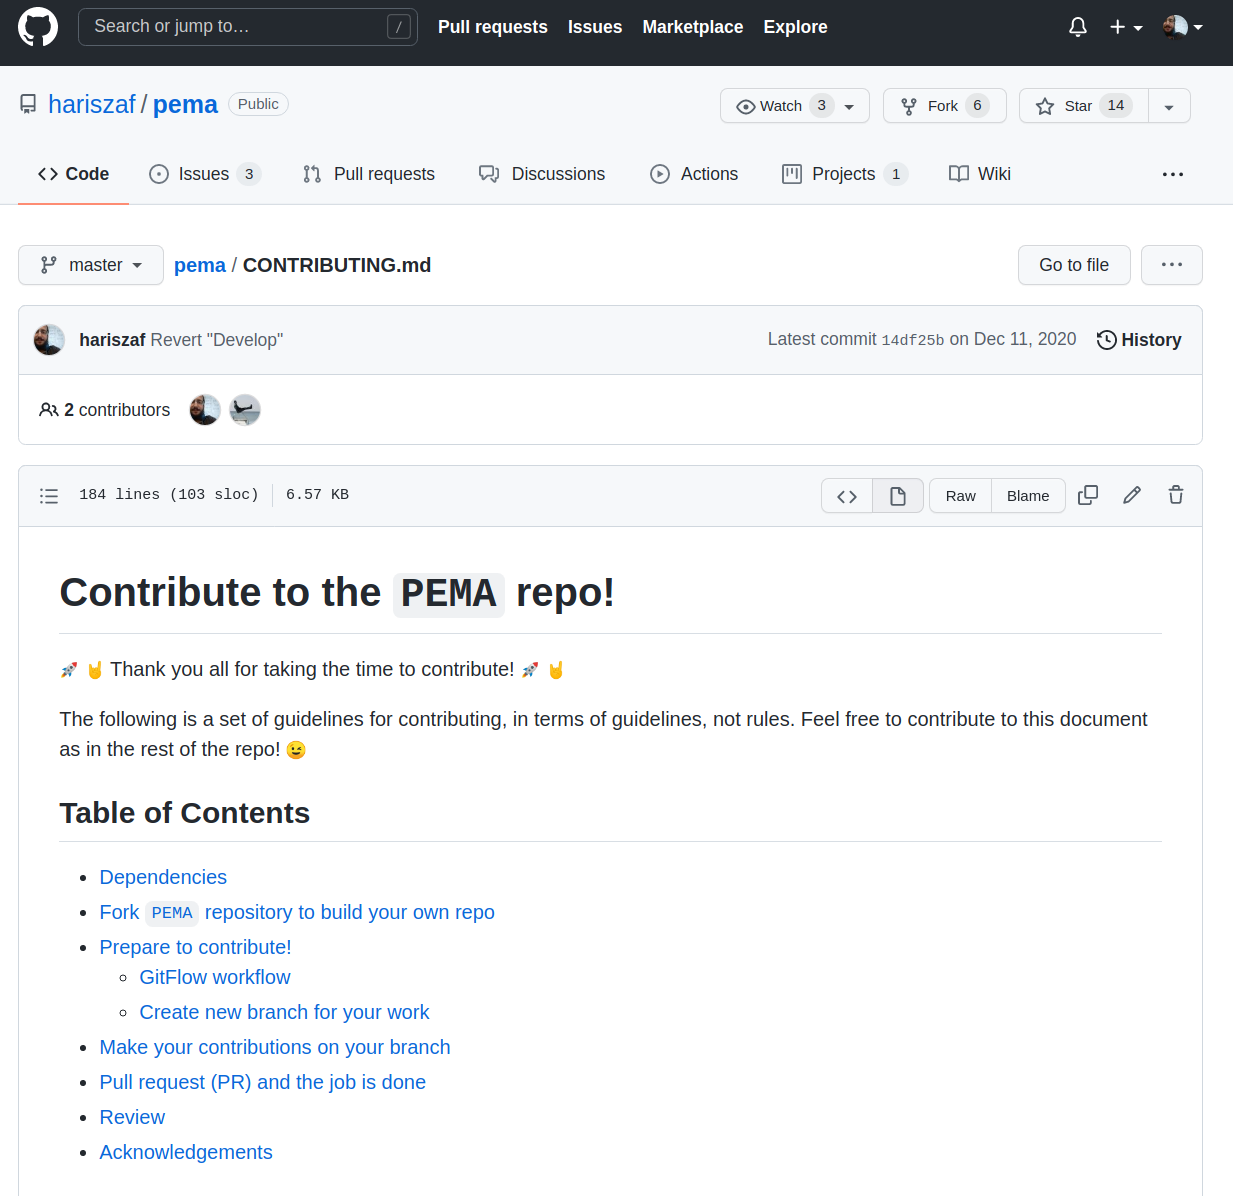 Search or jump to… /
Pull requests Issues Marketplace Explore
hariszaf / pema Public
Watch 3 Fork 6 Star 14
Code Issues 3 Pull requests Discussions Actions Projects 1 Wiki
master pema / CONTRIBUTING.md Go to file
hariszaf Revert "Develop" Latest commit 14df25b on Dec 11, 2020 History
2 contributors
184 lines (103 sloc) 6.57 KB Raw Blame
Contribute to the PEMA repo!
🚀 🤘 Thank you all for taking the time to contribute! 🚀 🤘
The following is a set of guidelines for contributing, in terms of guidelines, not rules. Feel free to contribute to this document
as in the rest of the repo! 😉
Table of Contents
Dependencies
Fork PEMA repository to build your own repo
Prepare to contribute!
GitFlow workflow
Create new branch for your work
Make your contributions on your branch
Pull request (PR) and the job is done
Review
Acknowledgements